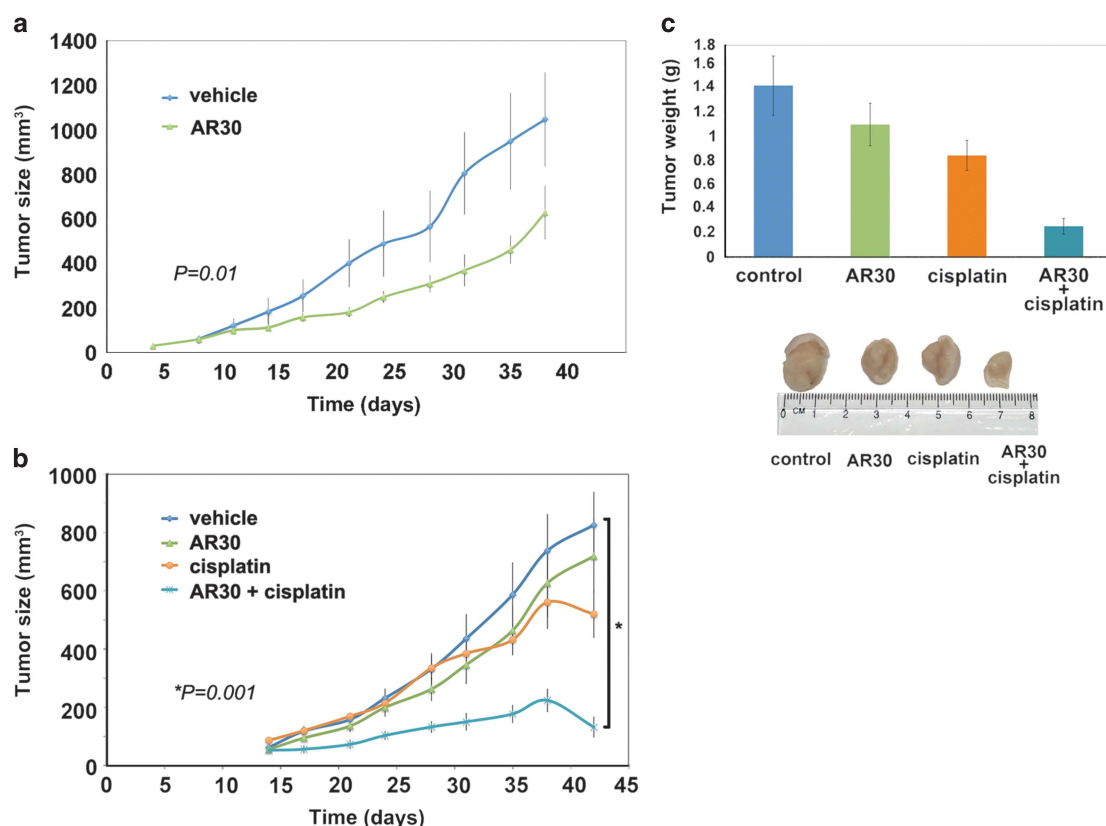 a
1400
1200
1000
800
600
400
200
0
Tumor size (mm³)
vehicle
AR30
P=0.01
0 5 10 15 20 25 30 35 40
Time (days)
b
1000
800
600
400
200
0
Tumor size (mm³)
vehicle
AR30
cisplatin
AR30 + cisplatin
*
*P=0.001
0 5 10 15 20 25 30 35 40 45
Time (days)
c
1.8
1.6
1.4
1.2
1
0.8
0.6
0.4
0.2
0
Tumor weight (g)
control AR30 cisplatin AR30
+
cisplatin
0 CM 1 2 3 4 5 6 7 8
control AR30 cisplatin AR30
+
cisplatin